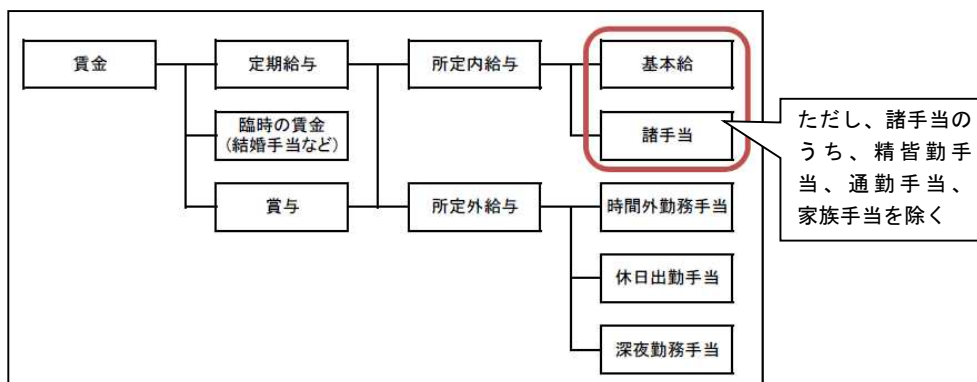 賃金
定期給与
所定内給与
基本給
臨時の賃金
(結婚手当など)
諸手当
ただし、諸手当の
うち、精皆勤手
当、通勤手当、
家族手当を除く
賞与
所定外給与
時間外勤務手当
休日出勤手当
深夜勤務手当